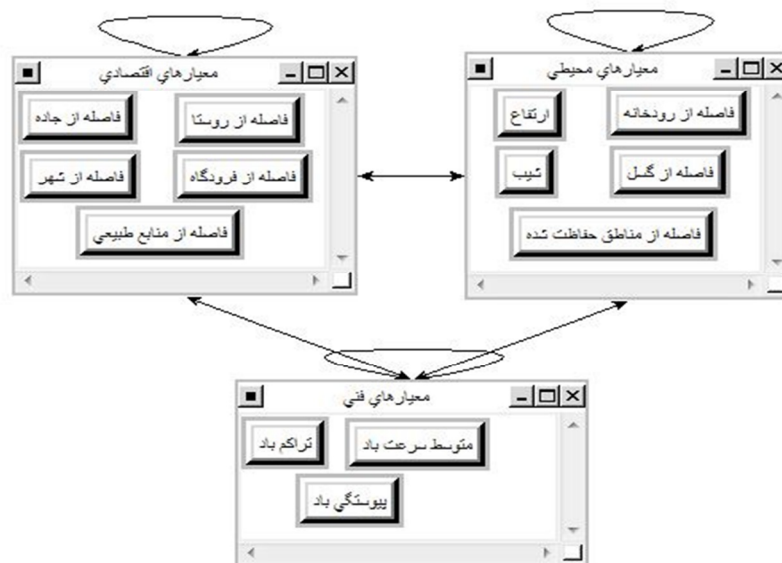 معيارهاي اقتصادي
فاصله از روستا
فاصله از جاده
فاصله از فرودگاه
فاصله از شهر
فاصله از منابع طبيعي
معيارهاي محيطي
فاصله از رودخانه
ارتفاع
فاصله از گسل
شيب
فاصله از مناطق حفاظت شده
معيارهاي فني
متوسط سرعت باد
تراكم باد
پيوستگي باد